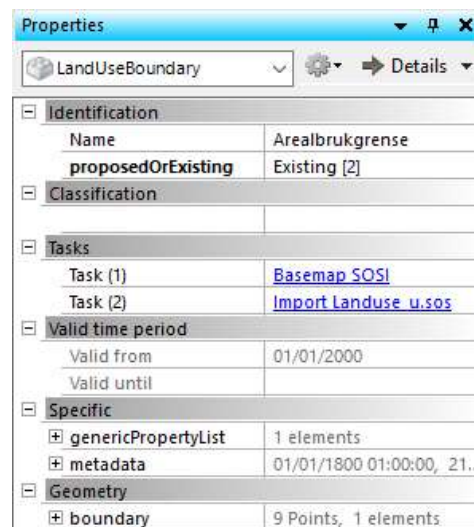 Properties
LandUseBoundary Details
Identification
Name Arealbrukgrense
proposedOrExisting Existing [2]
Classification
Tasks
Task (1) Basemap SOSI
Task (2) Import Landuse_u.sos
Valid time period
Valid from 01/01/2000
Valid until
Specific
genericPropertyList 1 elements
metadata 01/01/1800 01:00:00, 21..
Geometry
boundary 9 Points, 1 elements